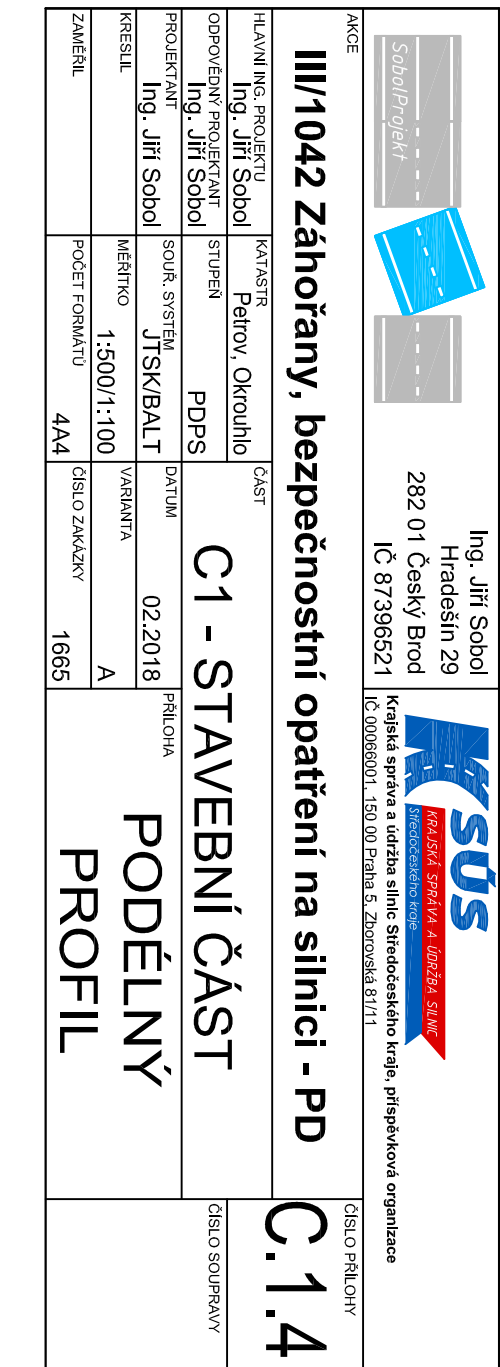 SobolProjekt
Ing. Jiří Sobol
Hradešín 29
282 01 Český Brod
IČ 87396521
SÚS
KRAJSKÁ SPRÁVA A ÚDRŽBA SILNIC
Středočeského kraje
Krajská správa a údržba silnic Středočeského kraje, příspěvková organizace
IČ 00066001, 150 00 Praha 5, Zborovská 81/11
AKCE
III/1042 Záhořany, bezpečnostní opatření na silnici - PD
ČÍSLO PŘÍLOHY
C.1.4
HLAVNÍ ING. PROJEKTU
Ing. Jiří Sobol
KATASTR
Petrov, Okrouhlo
ČÁST
C1 - STAVEBNÍ ČÁST
ODPOVĚDNÝ PROJEKTANT
Ing. Jiří Sobol
STUPEŇ
PDPS
ČÍSLO SOUPRAVY
PROJEKTANT
Ing. Jiří Sobol
SOUŘ. SYSTÉM
JTSK/BALT
DATUM
02.2018
PŘÍLOHA
PODÉLNÝ
PROFIL
KRESLIL
MĚŘÍTKO
1:500/1:100
VARIANTA
A
ZAMĚŘIL
POČET FORMÁTŮ
4A4
ČÍSLO ZAKÁZKY
1665